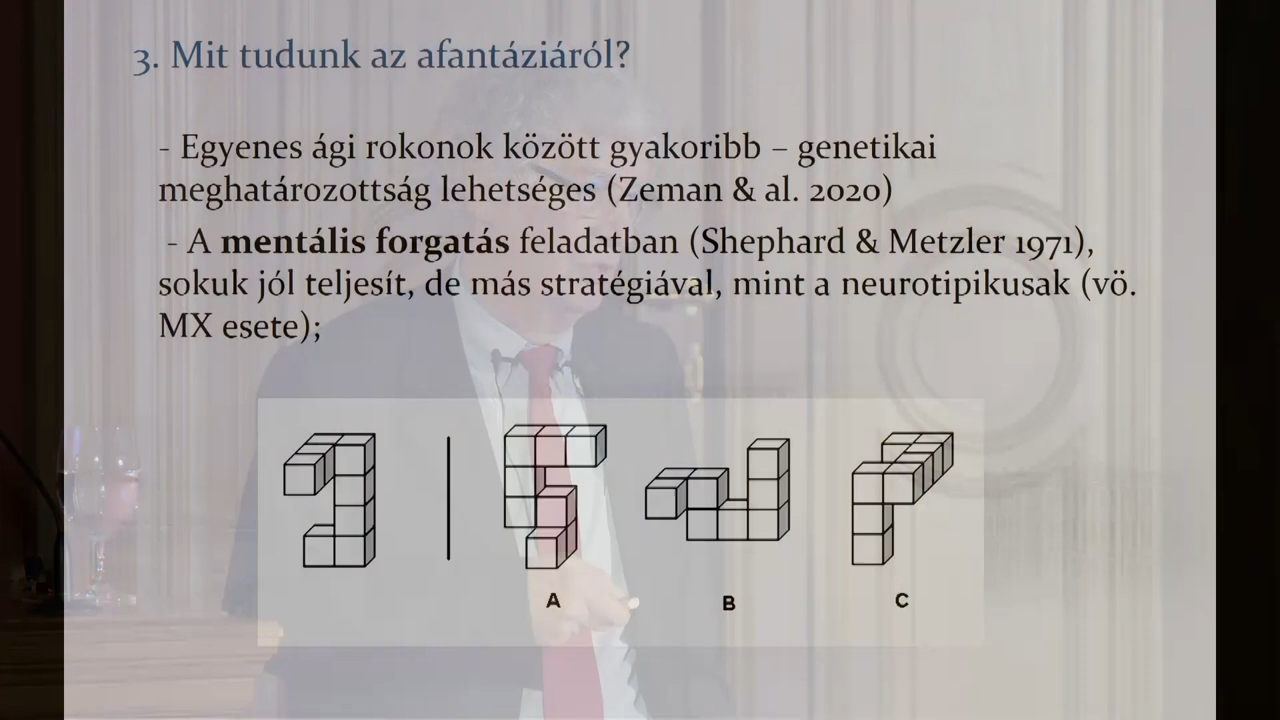 3. Mit tudunk az afantáziáról?
- Egyenes ági rokonok között gyakoribb – genetikai
meghatározottság lehetséges (Zeman & al. 2020)
- A mentális forgatás feladatban (Shephard & Metzler 1971),
sokuk jól teljesít, de más stratégiával, mint a neurotipikusak (vö.
MX esete);
A B C